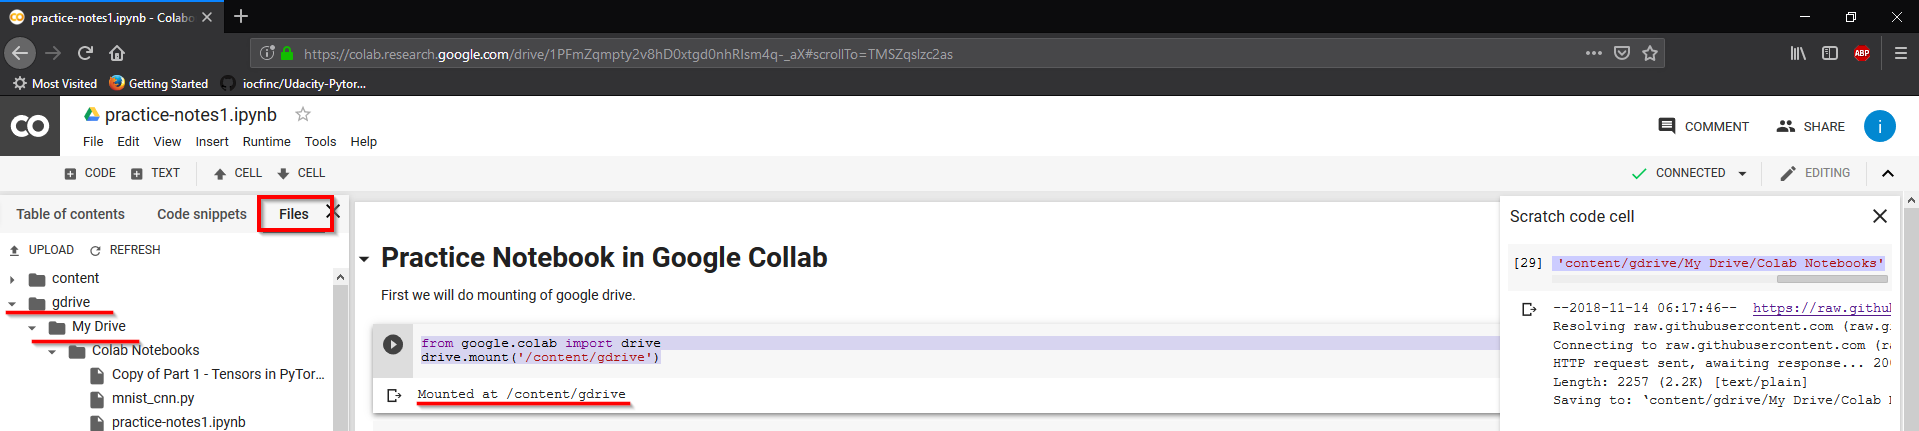 practice-notes1.ipynb - Colabo
https://colab.research.google.com/drive/1PFmZqmpty2v8hD0xtgd0nhRIsm4q-_aX#scrollTo=TMSZqslzc2as
ABP
Most Visited
Getting Started
iocfinc/Udacity-Pytor...
CO
practice-notes1.ipynb
File Edit View Insert Runtime Tools Help
COMMENT
SHARE
i
CODE TEXT CELL CELL
CONNECTED
EDITING
Table of contents Code snippets Files
UPLOAD REFRESH
content
gdrive
My Drive
Colab Notebooks
Copy of Part 1 - Tensors in PyTor...
mnist_cnn.py
practice-notes1.ipynb
Practice Notebook in Google Collab
First we will do mounting of google drive.
from google.colab import drive
drive.mount('/content/gdrive')
Mounted at /content/gdrive
Scratch code cell
[29] 'content/gdrive/My Drive/Colab Notebooks'
--2018-11-14 06:17:46-- https://raw.githu
Resolving raw.githubusercontent.com (raw.g
Connecting to raw.githubusercontent.com (ra
HTTP request sent, awaiting response... 20
Length: 2257 (2.2K) [text/plain]
Saving to: ‘content/gdrive/My Drive/Colab